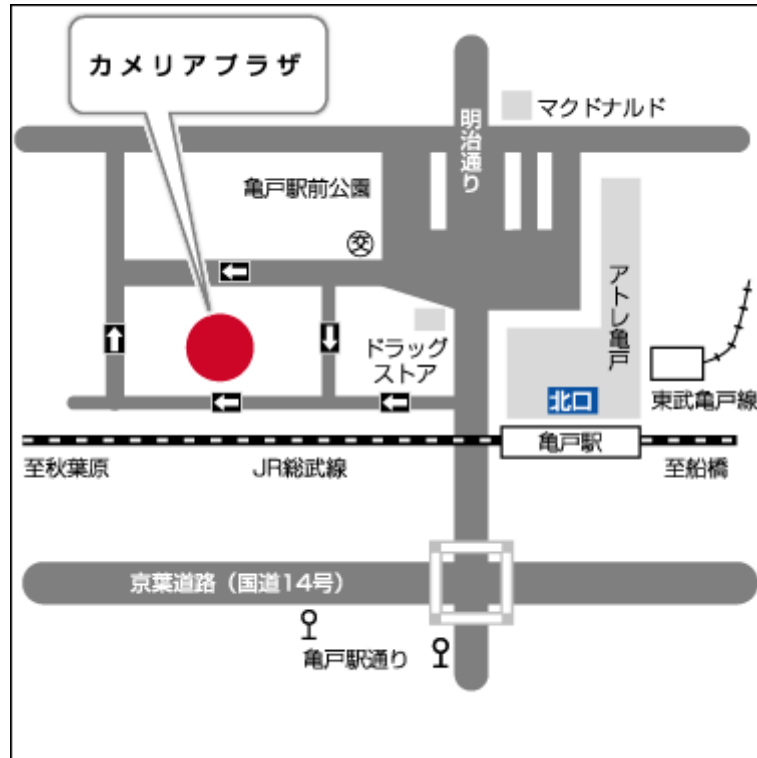 カメリアプラザ
マクドナルド
明治通り
亀戸駅前公園
交
アトレ亀戸
ドラッグ
ストア
北口
東武亀戸線
亀戸駅
至秋葉原
JR総武線
至船橋
京葉道路（国道14号）
亀戸駅通り